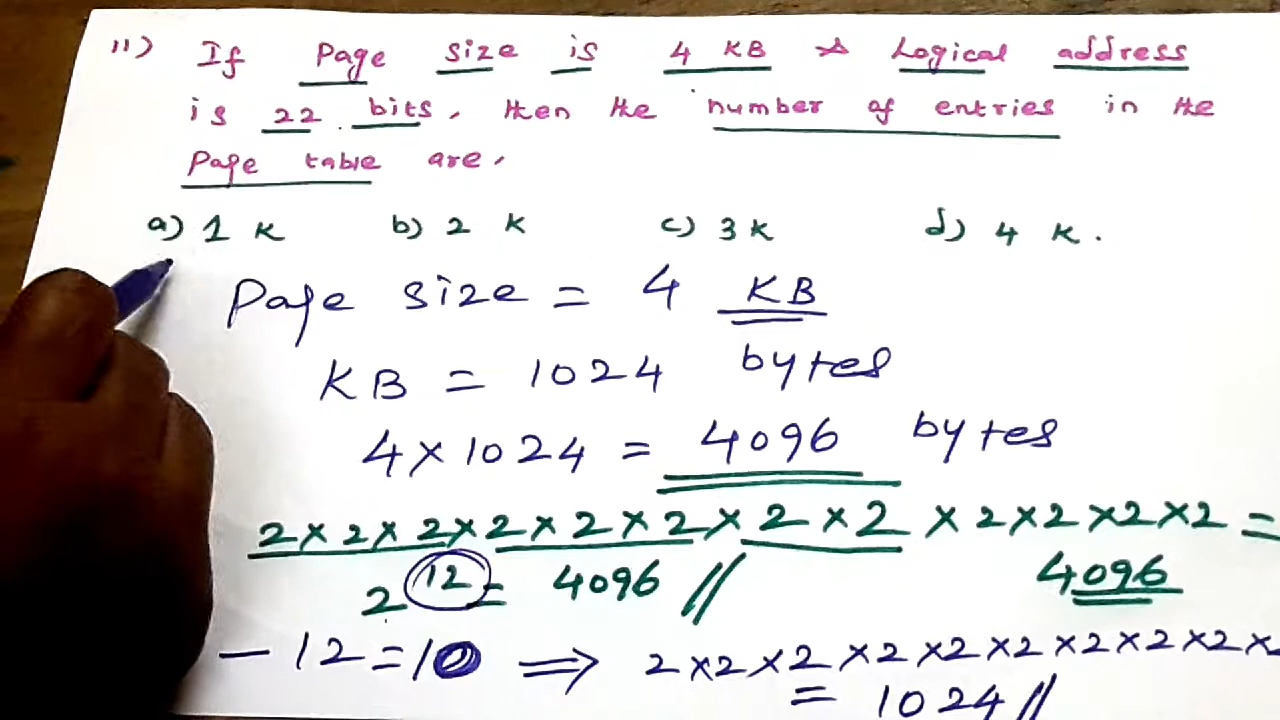 11) If Page size is 4 KB & Logical address
is 22 bits, then the number of entries in the
Page table are,
a) 1 K b) 2 K c) 3 K d) 4 K.
Page size = 4 KB
KB = 1024 bytes
4 × 1024 = 4096 bytes
2 × 2 × 2 × 2 × 2 × 2 × 2 × 2 × 2 × 2 × 2 × 2 =
2^12 = 4096 // 4096
- 12 = 10 ⇒ 2 × 2 × 2 × 2 × 2 × 2 × 2 × 2 ×
= 1024 //